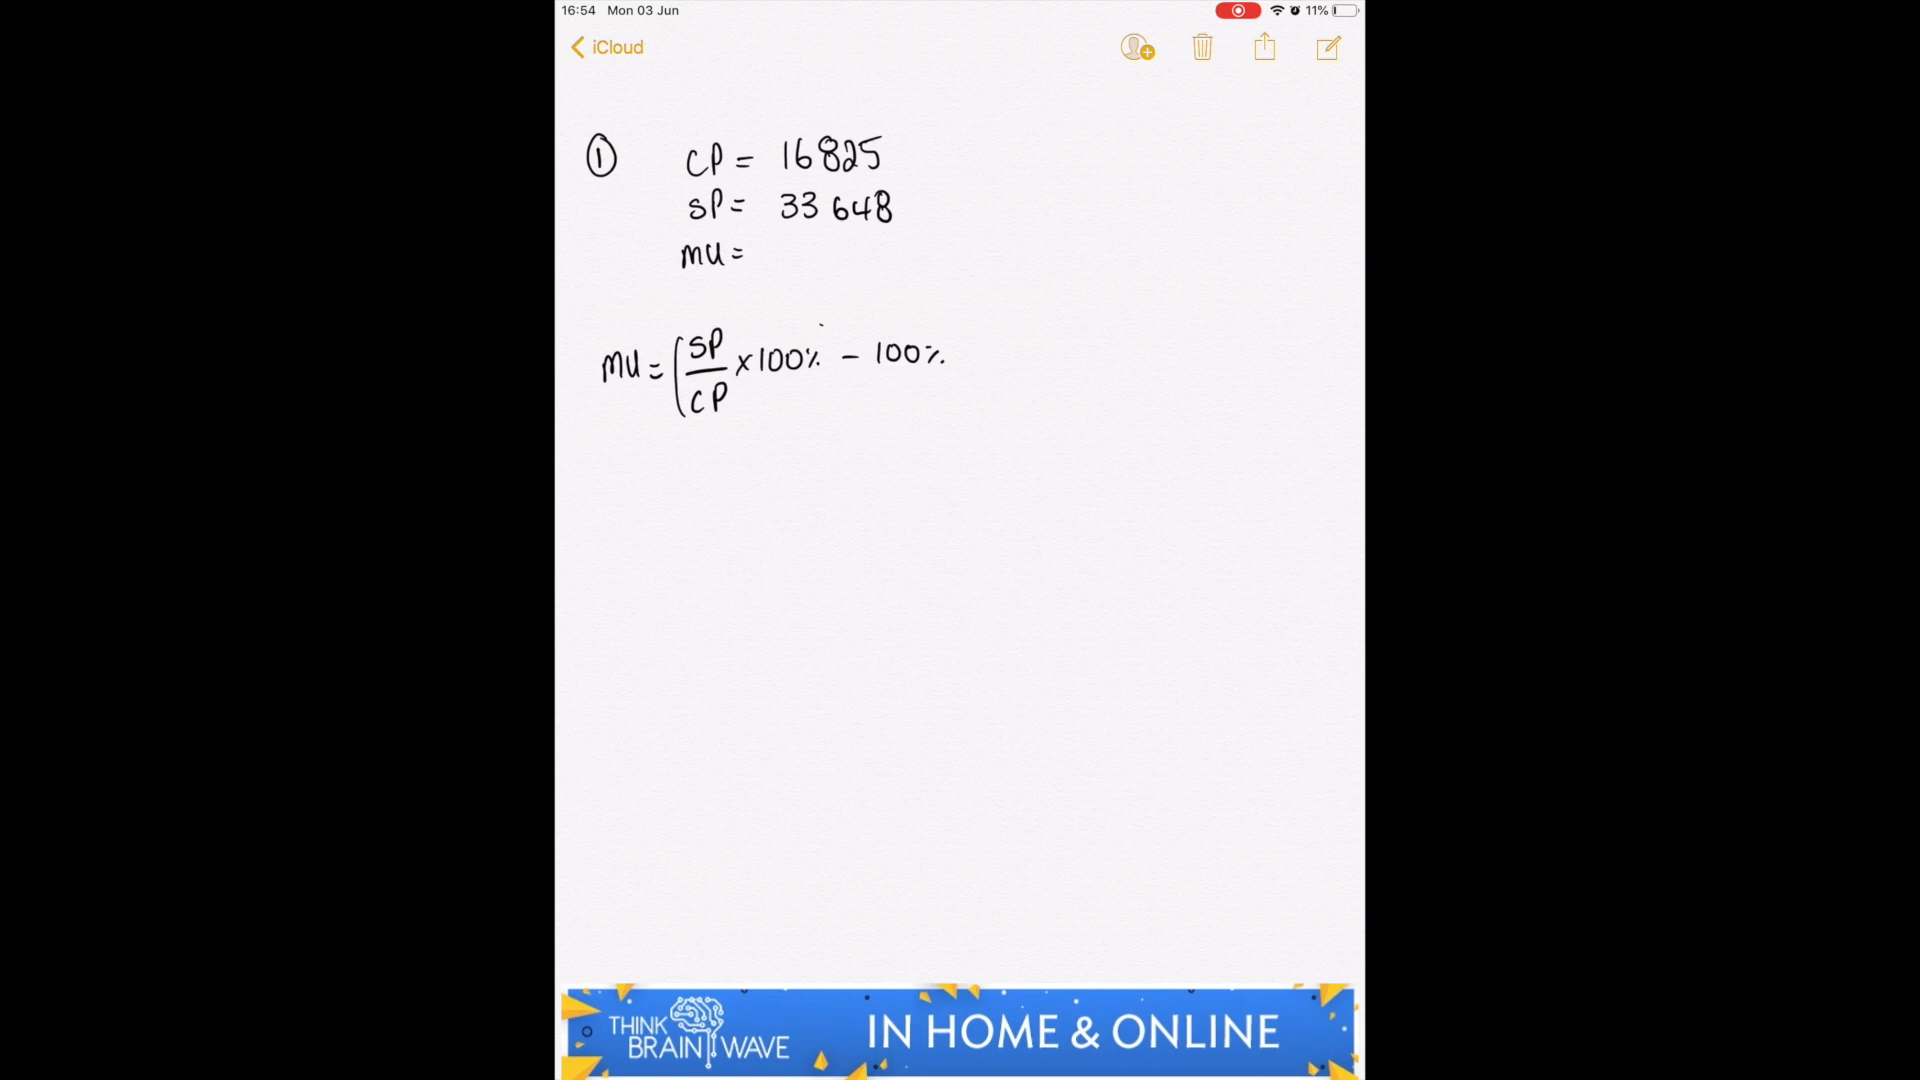 16:54 Mon 03 Jun 11%
iCloud
① CP = 16825
SP = 33 648
MU =
MU = (SP/CP ×100% − 100%
THINK BRAIN WAVE
IN HOME & ONLINE